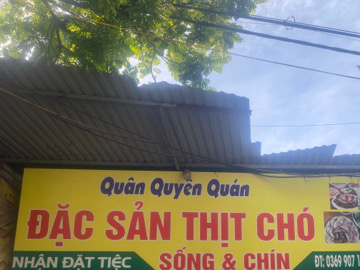 Quân Quyên Quán
ĐẶC SẢN THỊT CHÓ
NHẬN ĐẶT TIỆC
SỐNG & CHÍN
ĐT: 0369 907